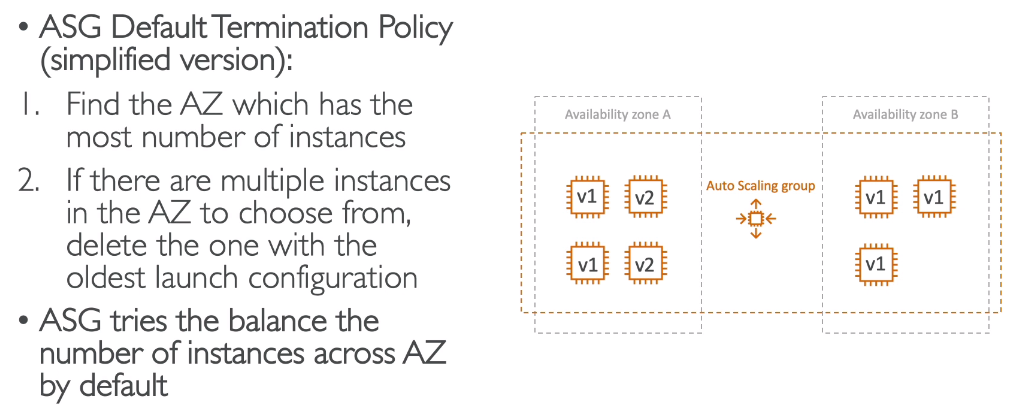 • ASG Default Termination Policy
(simplified version):
1. Find the AZ which has the
most number of instances
2. If there are multiple instances
in the AZ to choose from,
delete the one with the
oldest launch configuration
• ASG tries the balance the
number of instances across AZ
by default
Availability zone A
Availability zone B
v1 v2
Auto Scaling group
v1 v1
v1 v2
v1